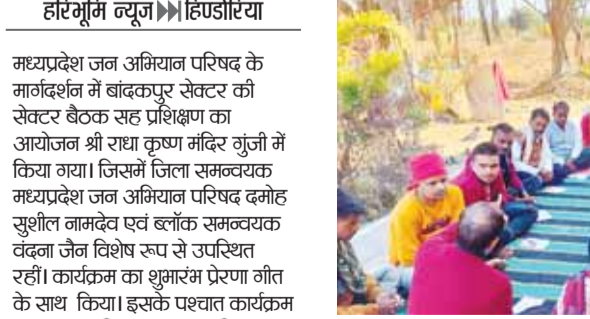 हरिभूमि न्यूज ▶▶ हिण्डोरिया
मध्यप्रदेश जन अभियान परिषद के
मार्गदर्शन में बांदकपुर सेक्टर की
सेक्टर बैठक सह प्रशिक्षण का
आयोजन श्री राधा कृष्ण मंदिर गुंजी में
किया गया। जिसमें जिला समन्वयक
मध्यप्रदेश जन अभियान परिषद दमोह
सुशील नामदेव एवं ब्लॉक समन्वयक
वंदना जैन विशेष रूप से उपस्थित
रहीं। कार्यक्रम का शुभारंभ प्रेरणा गीत
के साथ किया। इसके पश्चात कार्यक्रम